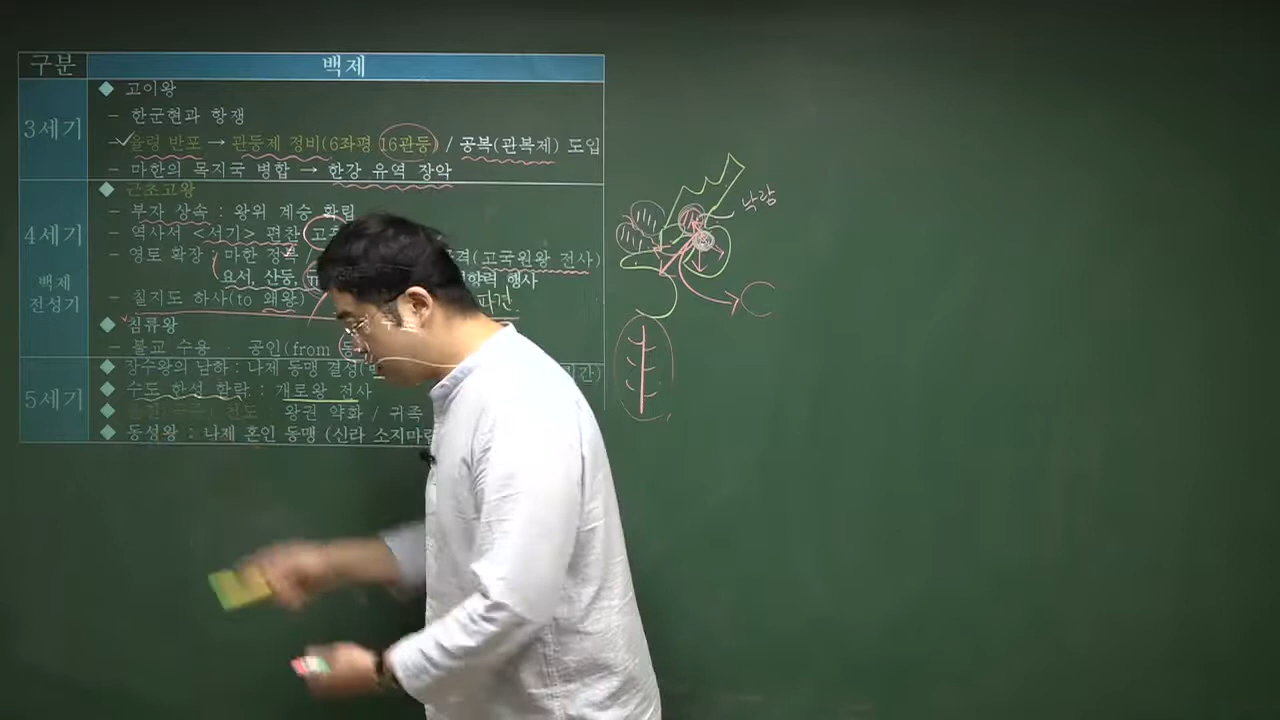 구분 백제
3세기
◆ 고이왕
- 한군현과 항쟁
→ 율령 반포 → 관등제 정비(6좌평 16관등) / 공복(관복제) 도입
- 마한의 목지국 병합 → 한강 유역 장악
4세기
백제
전성기
◆ 근초고왕
- 부자 상속 : 왕위 계승 확립
- 역사서 <서기> 편찬
- 영토 확장 : 마한 정복 / (고국원왕 전사)
요서, 산둥, 행사
- 칠지도 하사(to 왜왕) 파견
◆ 침류왕
- 불교 수용 공인(from
5세기
◆ 장수왕의 남하 : 나제 동맹 결성(
◆ 수도 한성 함락 : 개로왕 전사
◆ 천도 : 왕권 약화 / 귀족
◆ 동성왕 : 나제 혼인 동맹 (신라 소지마립
낙랑